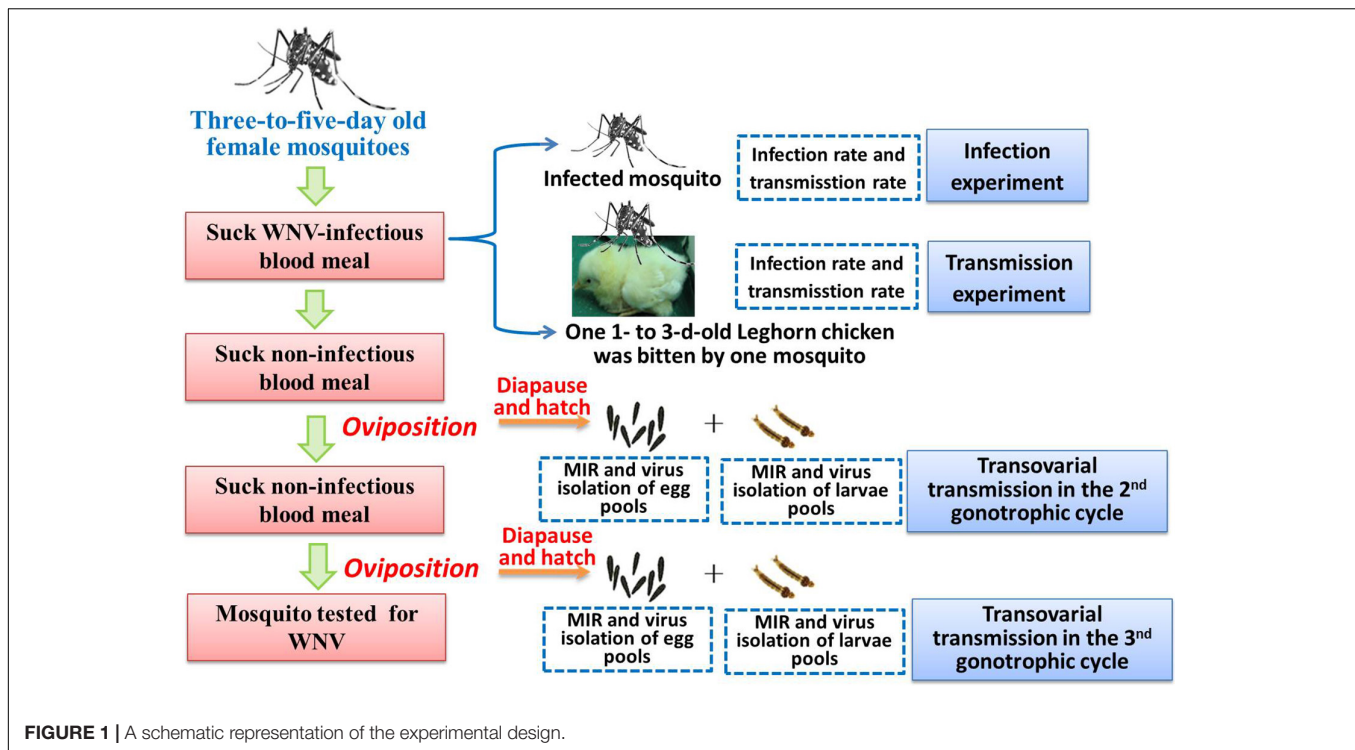 Three-to-five-day old
female mosquitoes
Suck WNV-infectious
blood meal
Infected mosquito
Infection rate and
transmisstion rate
Infection
experiment
One 1- to 3-d-old Leghorn chicken
was bitten by one mosquito
Infection rate and
transmisstion rate
Transmission
experiment
Suck non-infectious
blood meal
Oviposition
Diapause
and hatch
+
MIR and virus
isolation of egg
pools
MIR and virus
isolation of larvae
pools
Transovarial
transmission in the 2nd
gonotrophic cycle
Suck non-infectious
blood meal
Oviposition
Diapause
and hatch
+
MIR and virus
isolation of egg
pools
MIR and virus
isolation of larvae
pools
Transovarial
transmission in the 3nd
gonotrophic cycle
Mosquito tested for
WNV
FIGURE 1 | A schematic representation of the experimental design.